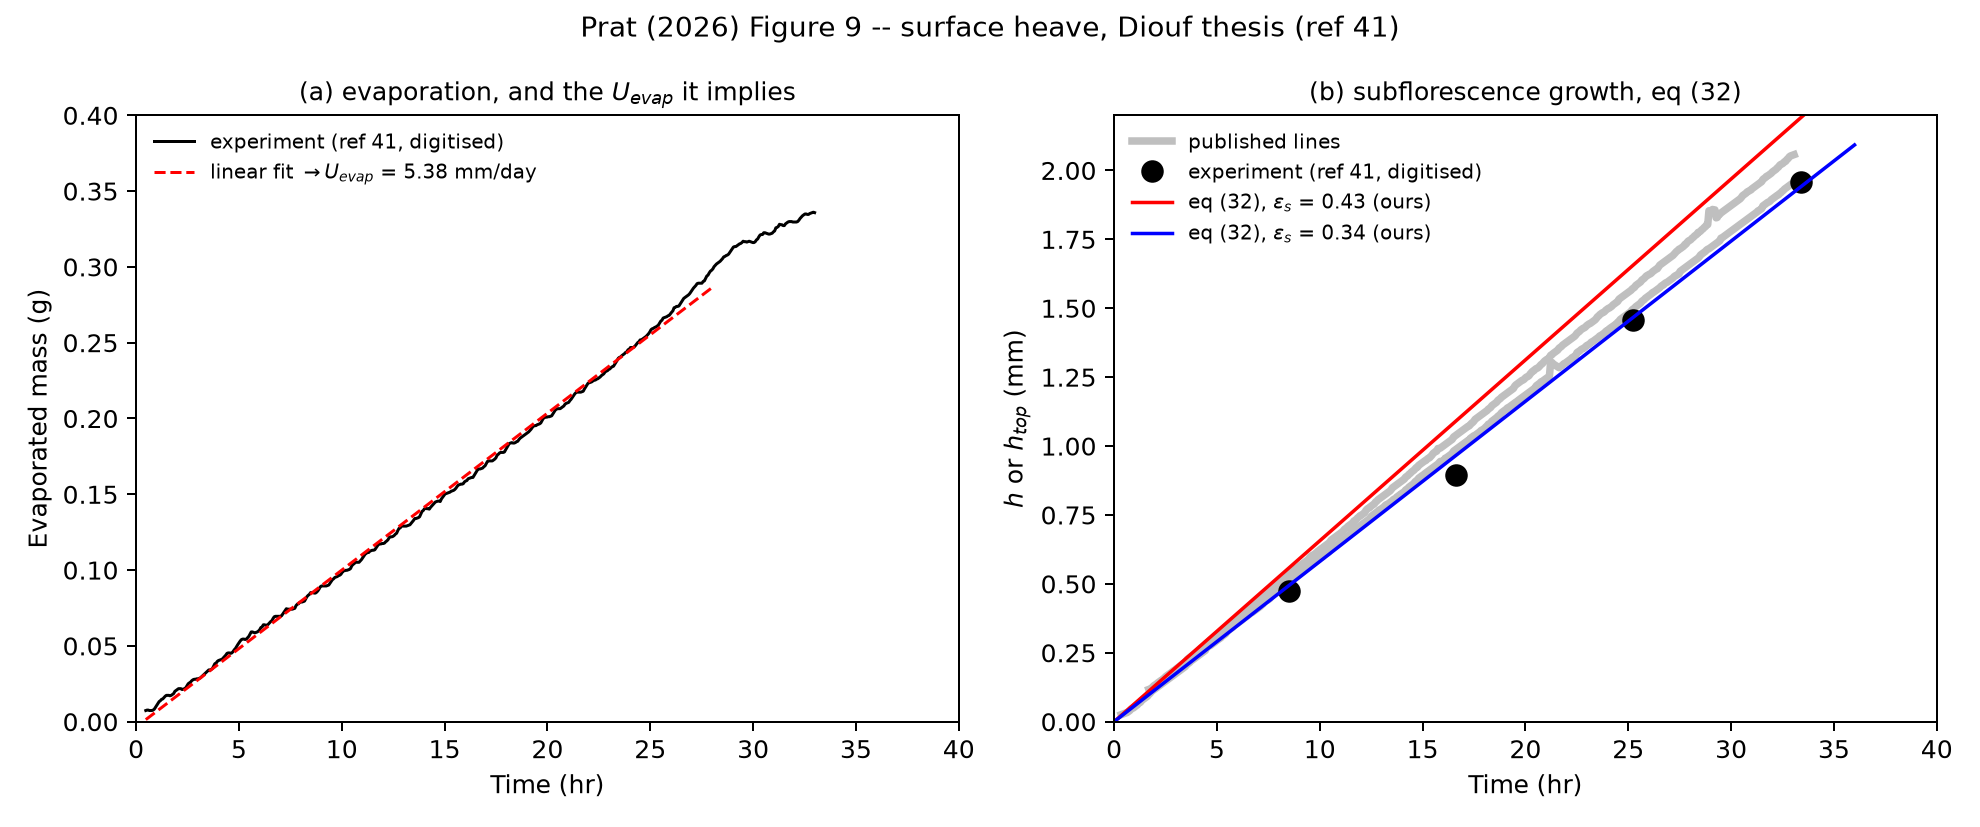 Prat (2026) Figure 9 -- surface heave, Diouf thesis (ref 41)
(a) evaporation, and the U_evap it implies
Evaporated mass (g)
0.40
0.35
0.30
0.25
0.20
0.15
0.10
0.05
0.00
experiment (ref 41, digitised)
linear fit →U_evap = 5.38 mm/day
0 5 10 15 20 25 30 35 40
Time (hr)
(b) subflorescence growth, eq (32)
h or h_top (mm)
2.00
1.75
1.50
1.25
1.00
0.75
0.50
0.25
0.00
published lines
experiment (ref 41, digitised)
eq (32), ε_s = 0.43 (ours)
eq (32), ε_s = 0.34 (ours)
0 5 10 15 20 25 30 35 40
Time (hr)